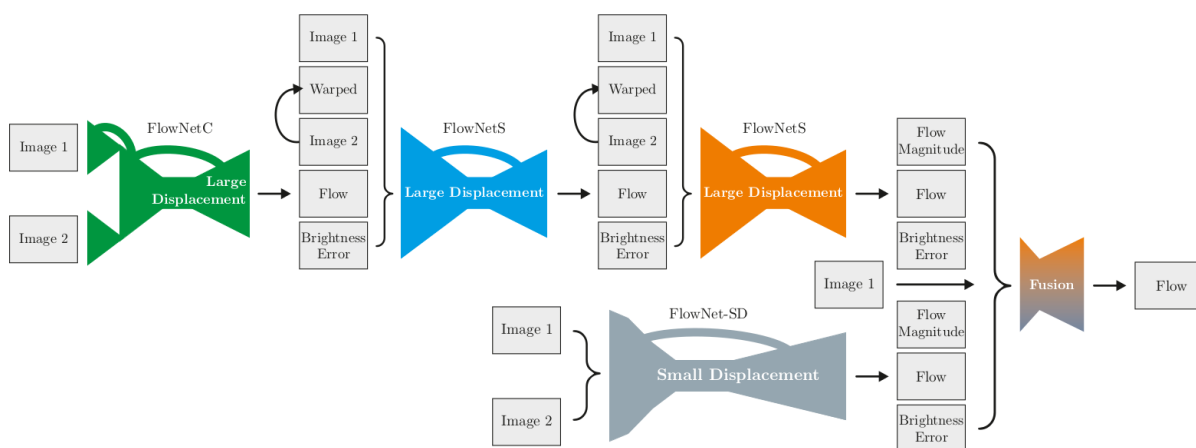 Image 1
Image 2
FlowNetC
Large
Displacement
Image 1
Warped
Image 2
Flow
Brightness
Error
FlowNetS
Large Displacement
Image 1
Warped
Image 2
Flow
Brightness
Error
FlowNetS
Large Displacement
Flow
Magnitude
Flow
Brightness
Error
Image 1
Image 1
Image 2
FlowNet-SD
Small Displacement
Flow
Magnitude
Flow
Brightness
Error
Fusion
Flow